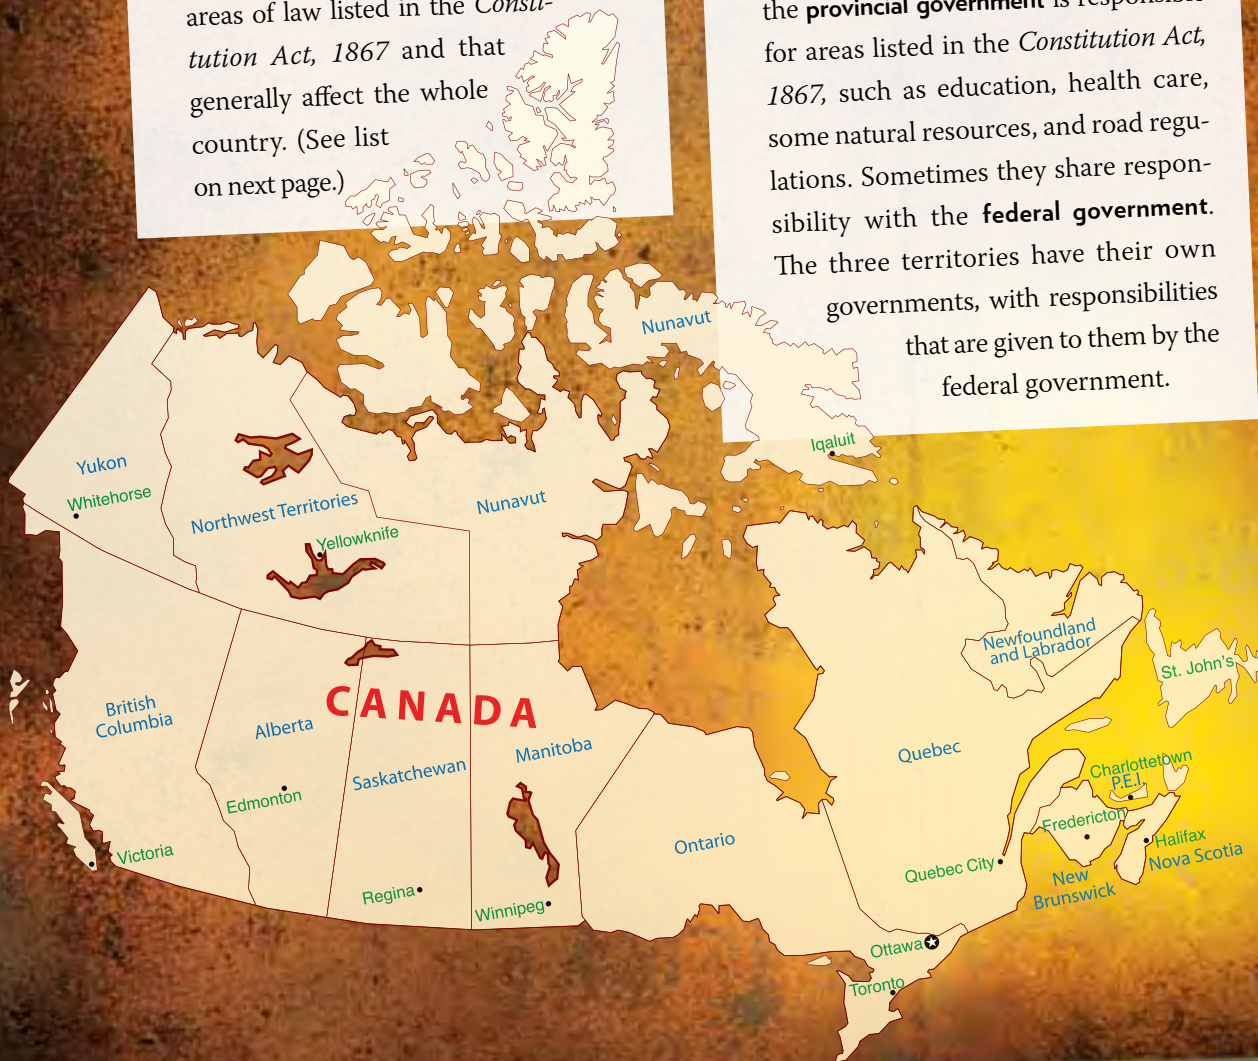 areas of law listed in the Consti-
tution Act, 1867 and that
generally affect the whole
country. (See list
on next page.)
the provincial government is responsible
for areas listed in the Constitution Act,
1867, such as education, health care,
some natural resources, and road regu-
lations. Sometimes they share respon-
sibility with the federal government.
The three territories have their own
governments, with responsibilities
that are given to them by the
federal government.
Nunavut
Iqaluit
Yukon
Whitehorse
Northwest Territories
Yellowknife
Nunavut
Newfoundland
and Labrador
St. John's
British
Columbia
CANADA
Alberta
Saskatchewan
Manitoba
Quebec
Charlottetown
P.E.I.
Edmonton
Fredericton
Ontario
Halifax
Nova Scotia
Victoria
Quebec City
New
Brunswick
Regina
Winnipeg
Ottawa
Toronto